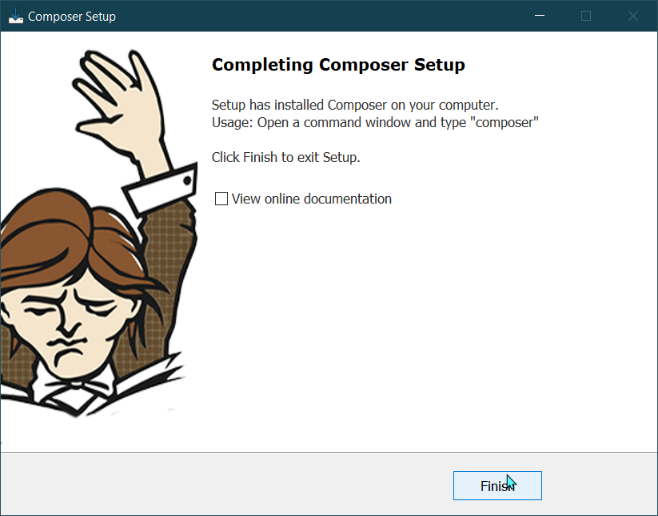 Composer Setup
Completing Composer Setup
Setup has installed Composer on your computer.
Usage: Open a command window and type "composer"
Click Finish to exit Setup.
View online documentation
Finish